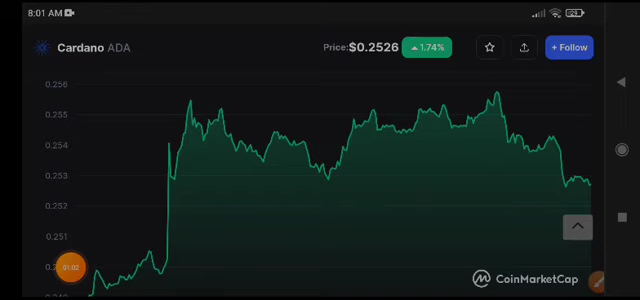 8:01 AM
Cardano ADA
Price: $0.2526
1.74%
+ Follow
0.256
0.255
0.254
0.253
0.252
0.251
01:02
CoinMarketCap